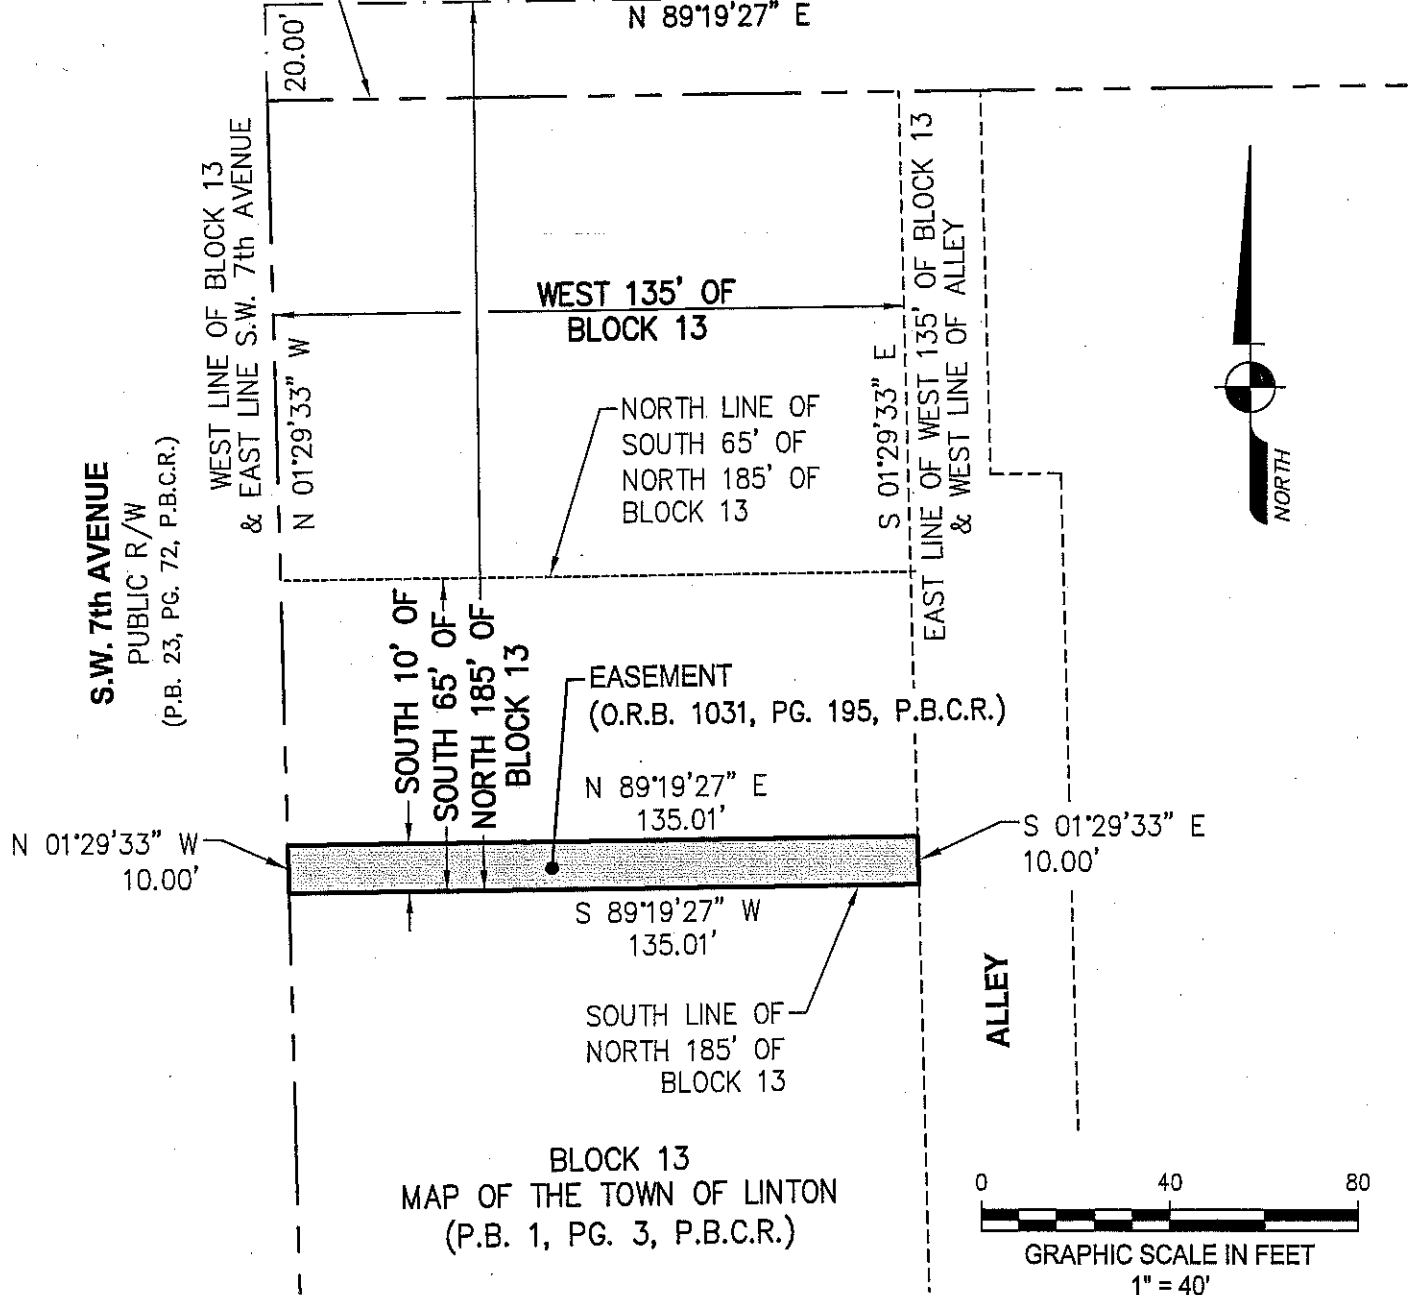 N 89°19'27" E
20.00'
WEST LINE OF BLOCK 13
& EAST LINE S.W. 7th AVENUE
N 01°29'33" W
WEST 135' OF
BLOCK 13
S 01°29'33" E
EAST LINE OF WEST 135' OF BLOCK 13
& WEST LINE OF ALLEY
NORTH LINE OF
SOUTH 65' OF
NORTH 185' OF
BLOCK 13
NORTH
S.W. 7th AVENUE
PUBLIC R/W
(P.B. 23, PG. 72, P.B.C.R.)
SOUTH 10' OF
SOUTH 65' OF
NORTH 185' OF
BLOCK 13
EASEMENT
(O.R.B. 1031, PG. 195, P.B.C.R.)
N 89°19'27" E
135.01'
N 01°29'33" W
10.00'
S 01°29'33" E
10.00'
S 89°19'27" W
135.01'
SOUTH LINE OF
NORTH 185' OF
BLOCK 13
ALLEY
BLOCK 13
MAP OF THE TOWN OF LINTON
(P.B. 1, PG. 3, P.B.C.R.)
0 40 80
GRAPHIC SCALE IN FEET
1" = 40'